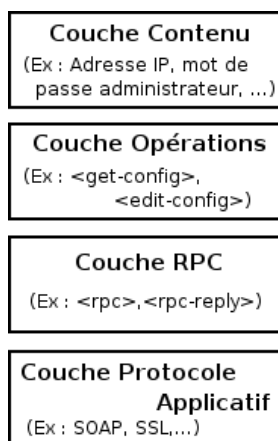 Couche Contenu
(Ex : Adresse IP, mot de
passe administrateur, ...)
Couche Opérations
(Ex : <get-config>,
<edit-config>)
Couche RPC
(Ex : <rpc>,<rpc-reply>)
Couche Protocole
Applicatif
(Ex : SOAP, SSL,...)